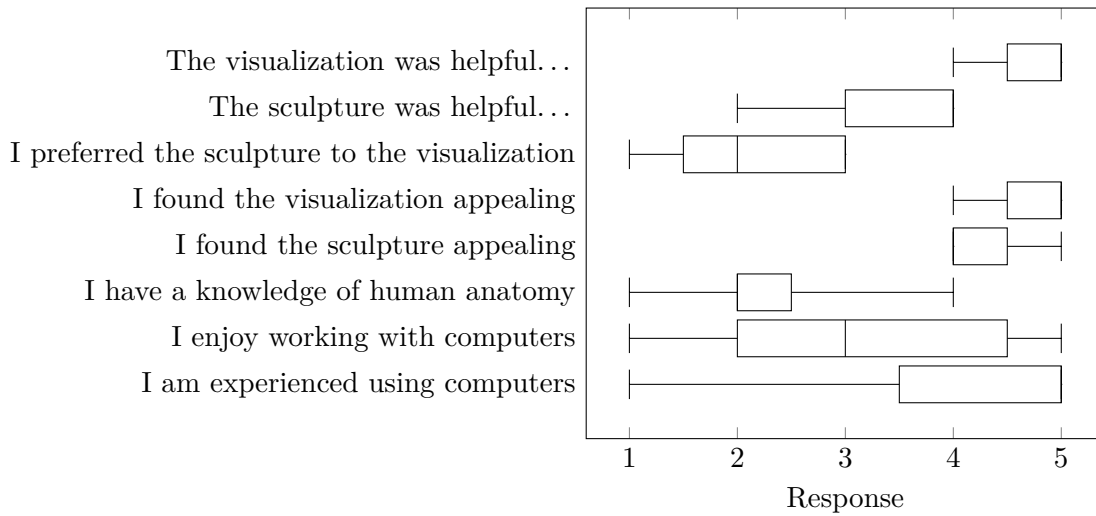 The visualization was helpful…
The sculpture was helpful…
I preferred the sculpture to the visualization
I found the visualization appealing
I found the sculpture appealing
I have a knowledge of human anatomy
I enjoy working with computers
I am experienced using computers
1 2 3 4 5
Response